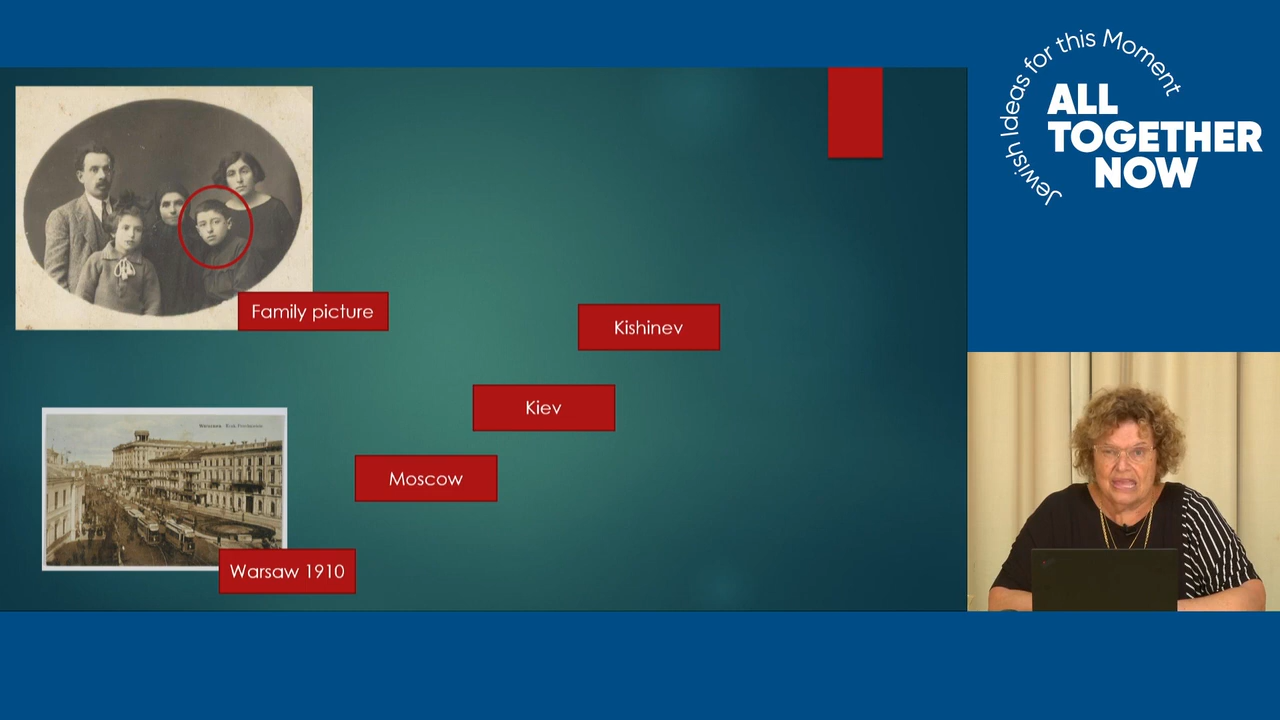 Jewish Ideas for this Moment
ALL
TOGETHER
NOW
Family picture
Kishinev
Kiev
Moscow
Warsaw 1910